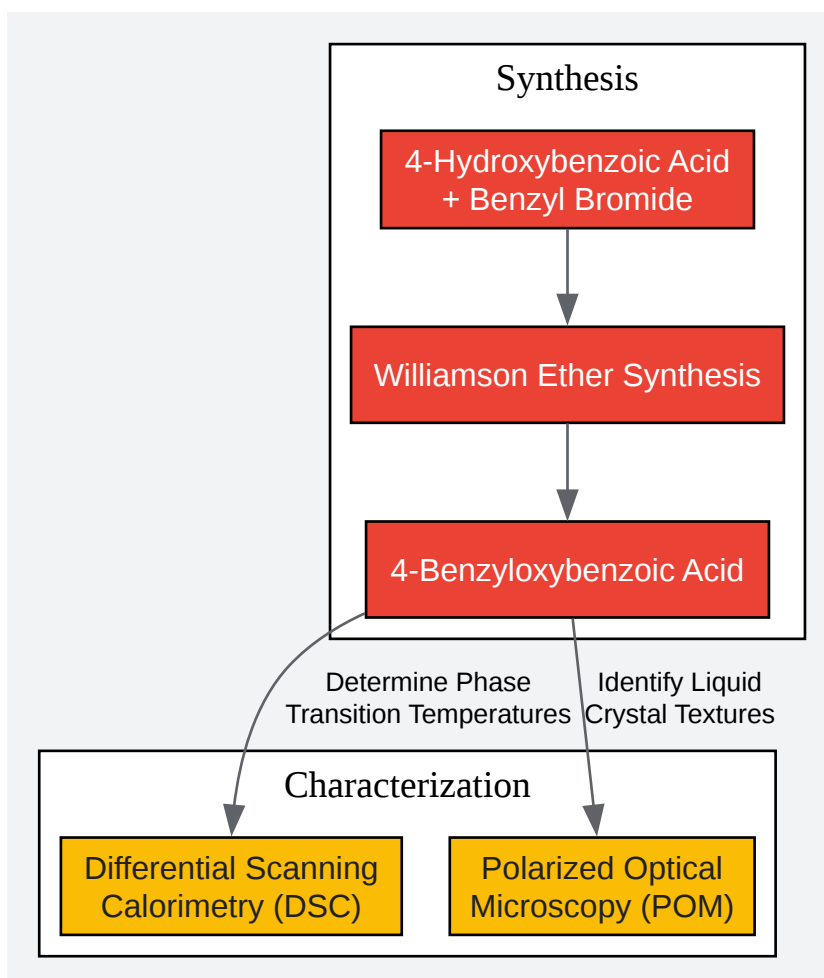 Synthesis
4-Hydroxybenzoic Acid
+ Benzyl Bromide
Williamson Ether Synthesis
4-Benzyloxybenzoic Acid
Determine Phase
Transition Temperatures
Identify Liquid
Crystal Textures
Characterization
Differential Scanning
Calorimetry (DSC)
Polarized Optical
Microscopy (POM)